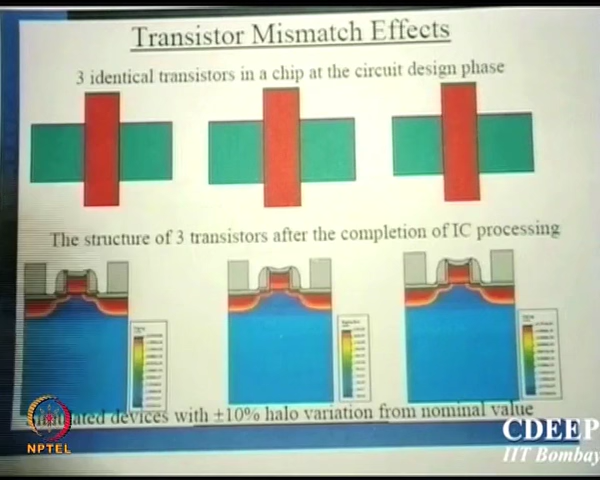 Transistor Mismatch Effects
3 identical transistors in a chip at the circuit design phase
The structure of 3 transistors after the completion of IC processing
devices with ±10% halo variation from nominal value
NPTEL
CDEEP
IIT Bombay